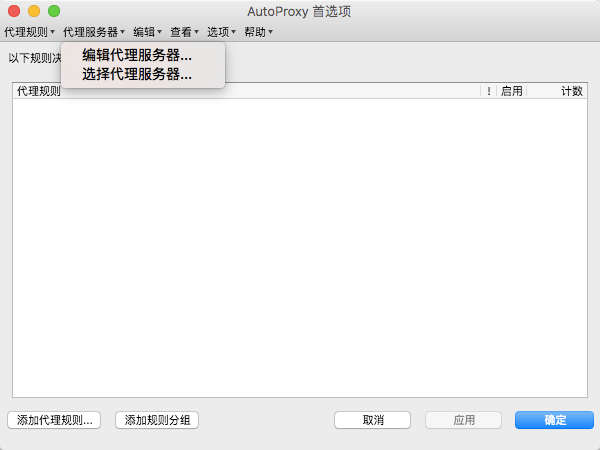 AutoProxy 首选项
代理规则 代理服务器 编辑 查看 选项 帮助
编辑代理服务器...
以下规则决
选择代理服务器...
代理规则 ! 启用 计数
添加代理规则... 添加规则分组 取消 应用 确定